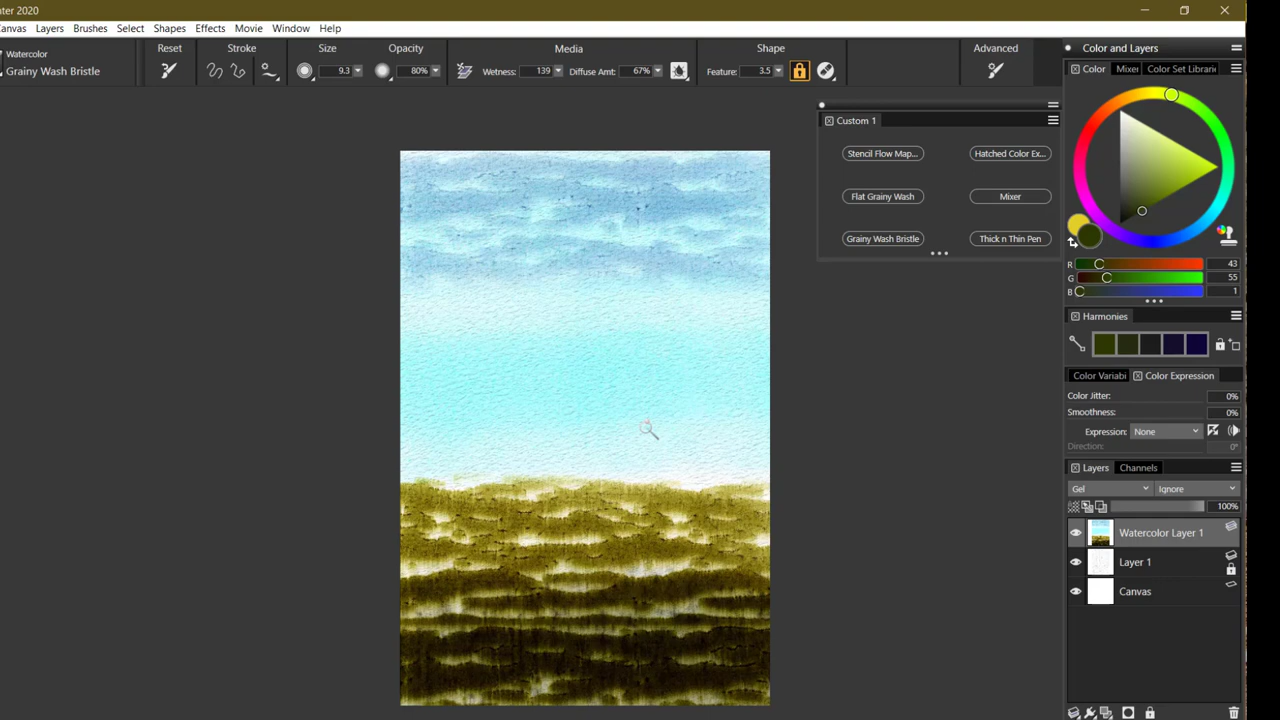 nter 2020
Canvas Layers Brushes Select Shapes Effects Movie Window Help
Watercolor
Grainy Wash Bristle
Reset
Stroke
Size
9.3
Opacity
80%
Media
Wetness: 139
Diffuse Amt: 67%
Shape
Feature: 3.5
Advanced
Custom 1
Stencil Flow Map...
Hatched Color Ex...
Flat Grainy Wash
Mixer
Grainy Wash Bristle
Thick n Thin Pen
Color and Layers
Color Mixer Color Set Librari
R 43
G 55
B 1
Harmonies
Color Variabi Color Expression
Color Jitter: 0%
Smoothness: 0%
Expression: None
Direction: 0°
Layers Channels
Gel Ignore
100%
Watercolor Layer 1
Layer 1
Canvas